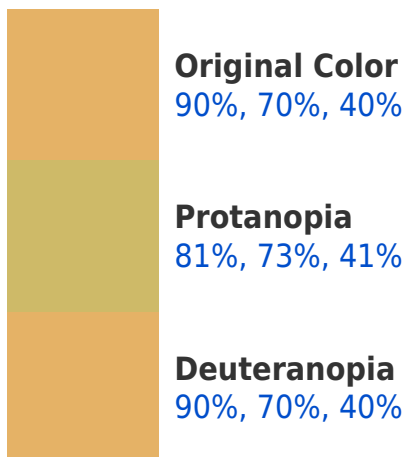 Original Color
90%, 70%, 40%
Protanopia
81%, 73%, 41%
Deuteranopia
90%, 70%, 40%